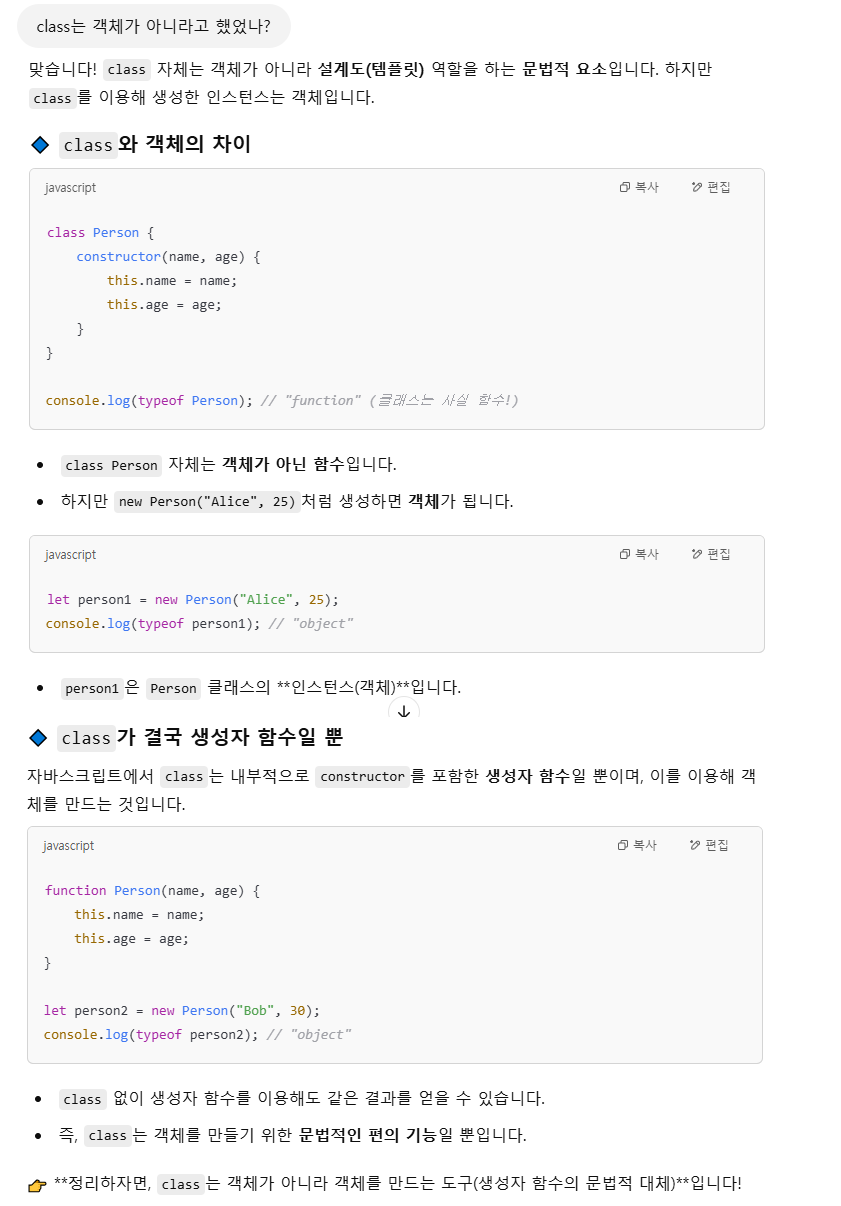 class는 객체가 아니라고 했었나?
맞습니다! class 자체는 객체가 아니라 설계도(템플릿) 역할을 하는 문법적 요소입니다. 하지만
class를 이용해 생성한 인스턴스는 객체입니다.
class와 객체의 차이
javascript 복사 편집
class Person {
    constructor(name, age) {
        this.name = name;
        this.age = age;
    }
}
console.log(typeof Person); // "function" (클래스는 사실 함수!)
• class Person 자체는 객체가 아닌 함수입니다.
• 하지만 new Person("Alice", 25)처럼 생성하면 객체가 됩니다.
javascript 복사 편집
let person1 = new Person("Alice", 25);
console.log(typeof person1); // "object"
• person1은 Person 클래스의 **인스턴스(객체)**입니다.
class가 결국 생성자 함수일 뿐
자바스크립트에서 class는 내부적으로 constructor를 포함한 생성자 함수일 뿐이며, 이를 이용해 객
체를 만드는 것입니다.
javascript 복사 편집
function Person(name, age) {
    this.name = name;
    this.age = age;
}
let person2 = new Person("Bob", 30);
console.log(typeof person2); // "object"
• class 없이 생성자 함수를 이용해도 같은 결과를 얻을 수 있습니다.
• 즉, class는 객체를 만들기 위한 문법적인 편의 기능일 뿐입니다.
👉 **정리하자면, class는 객체가 아니라 객체를 만드는 도구(생성자 함수의 문법적 대체)**입니다!